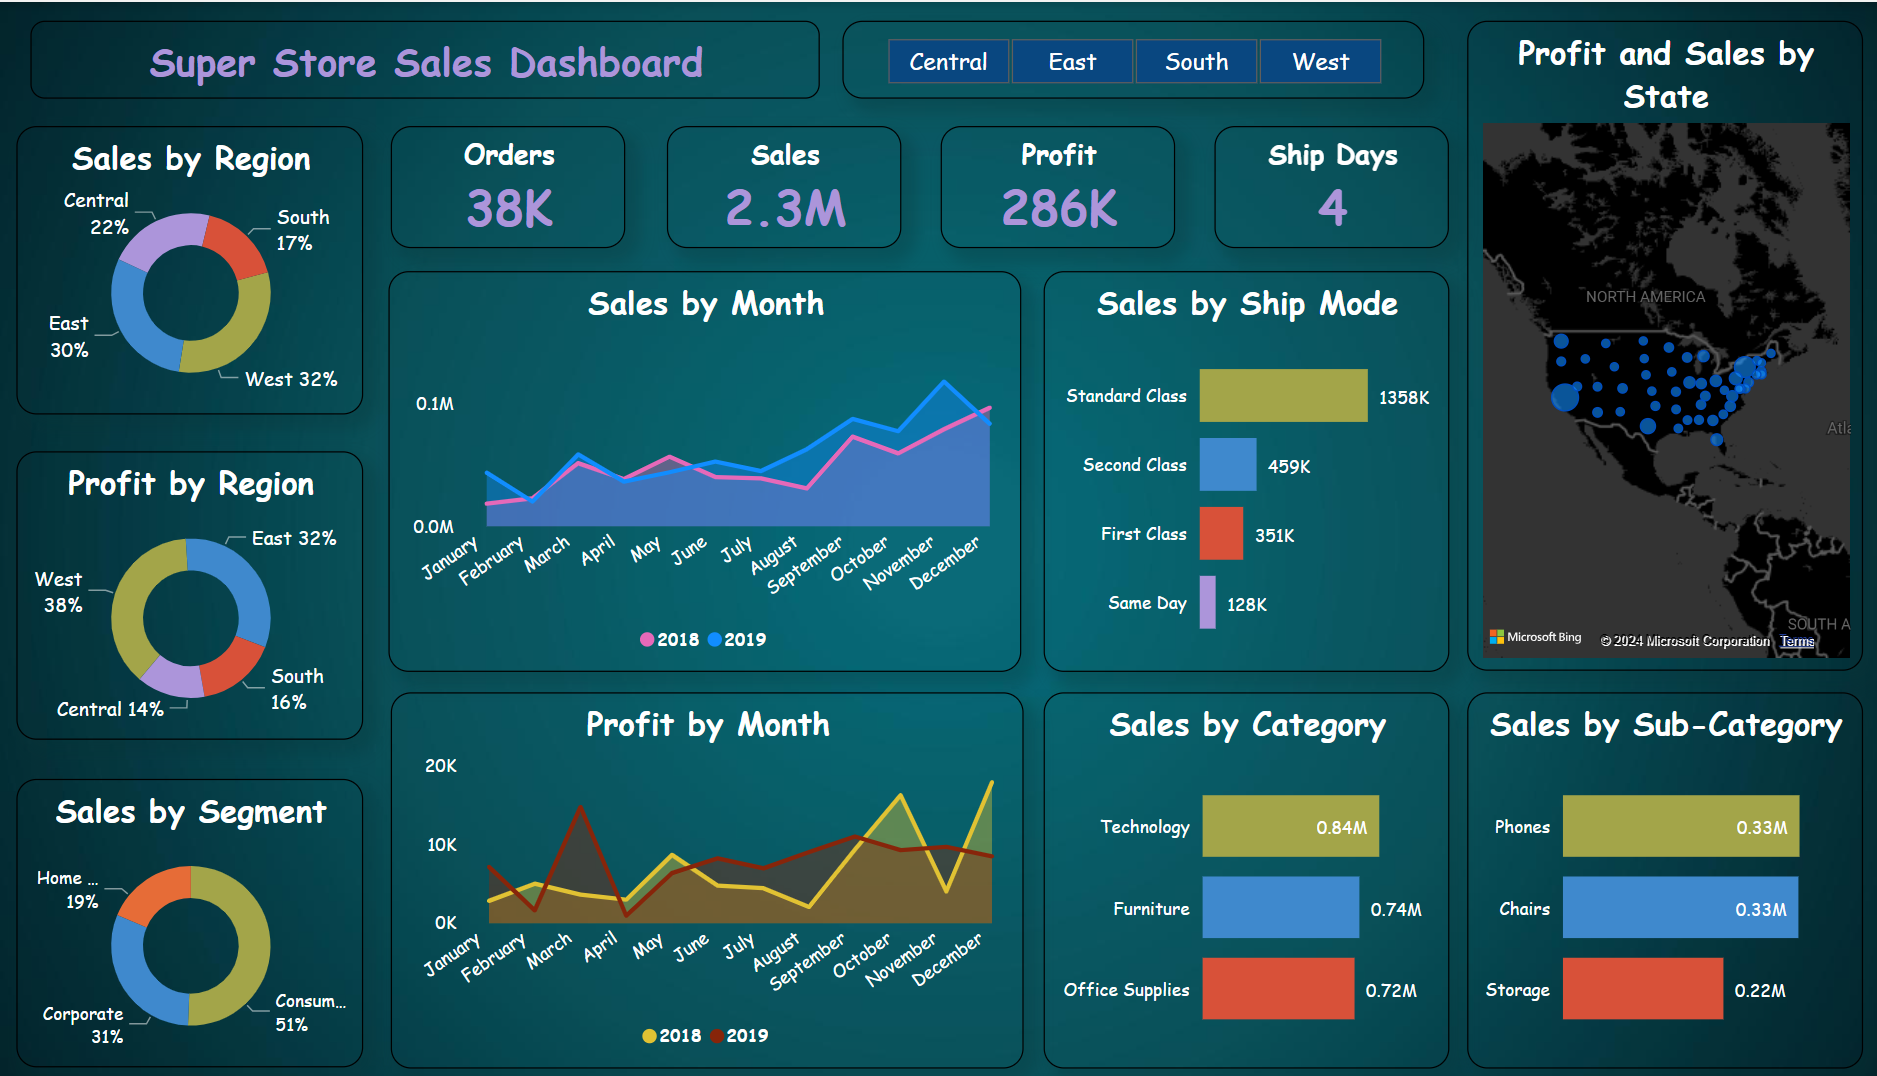 Super Store Sales Dashboard
Central East South West
Profit and Sales by
State
NORTH AMERICA
SOUTH A
Microsoft Bing
© 2024 Microsoft Corporation Terms
Sales by Region
Central
22%
South
17%
East
30%
West 32%
Orders
38K
Sales
2.3M
Profit
286K
Ship Days
4
Sales by Month
0.1M
0.0M
January
February
March
April
May
June
July
August
September
October
November
December
2018 2019
Sales by Ship Mode
Standard Class 1358K
Second Class 459K
First Class 351K
Same Day 128K
Profit by Region
East 32%
West
38%
South
16%
Central 14%
Profit by Month
20K
10K
0K
January
February
March
April
May
June
July
August
September
October
November
December
2018 2019
Sales by Category
Technology 0.84M
Furniture 0.74M
Office Supplies 0.72M
Sales by Sub-Category
Phones 0.33M
Chairs 0.33M
Storage 0.22M
Sales by Segment
Home ...
19%
Corporate
31%
Consum...
51%